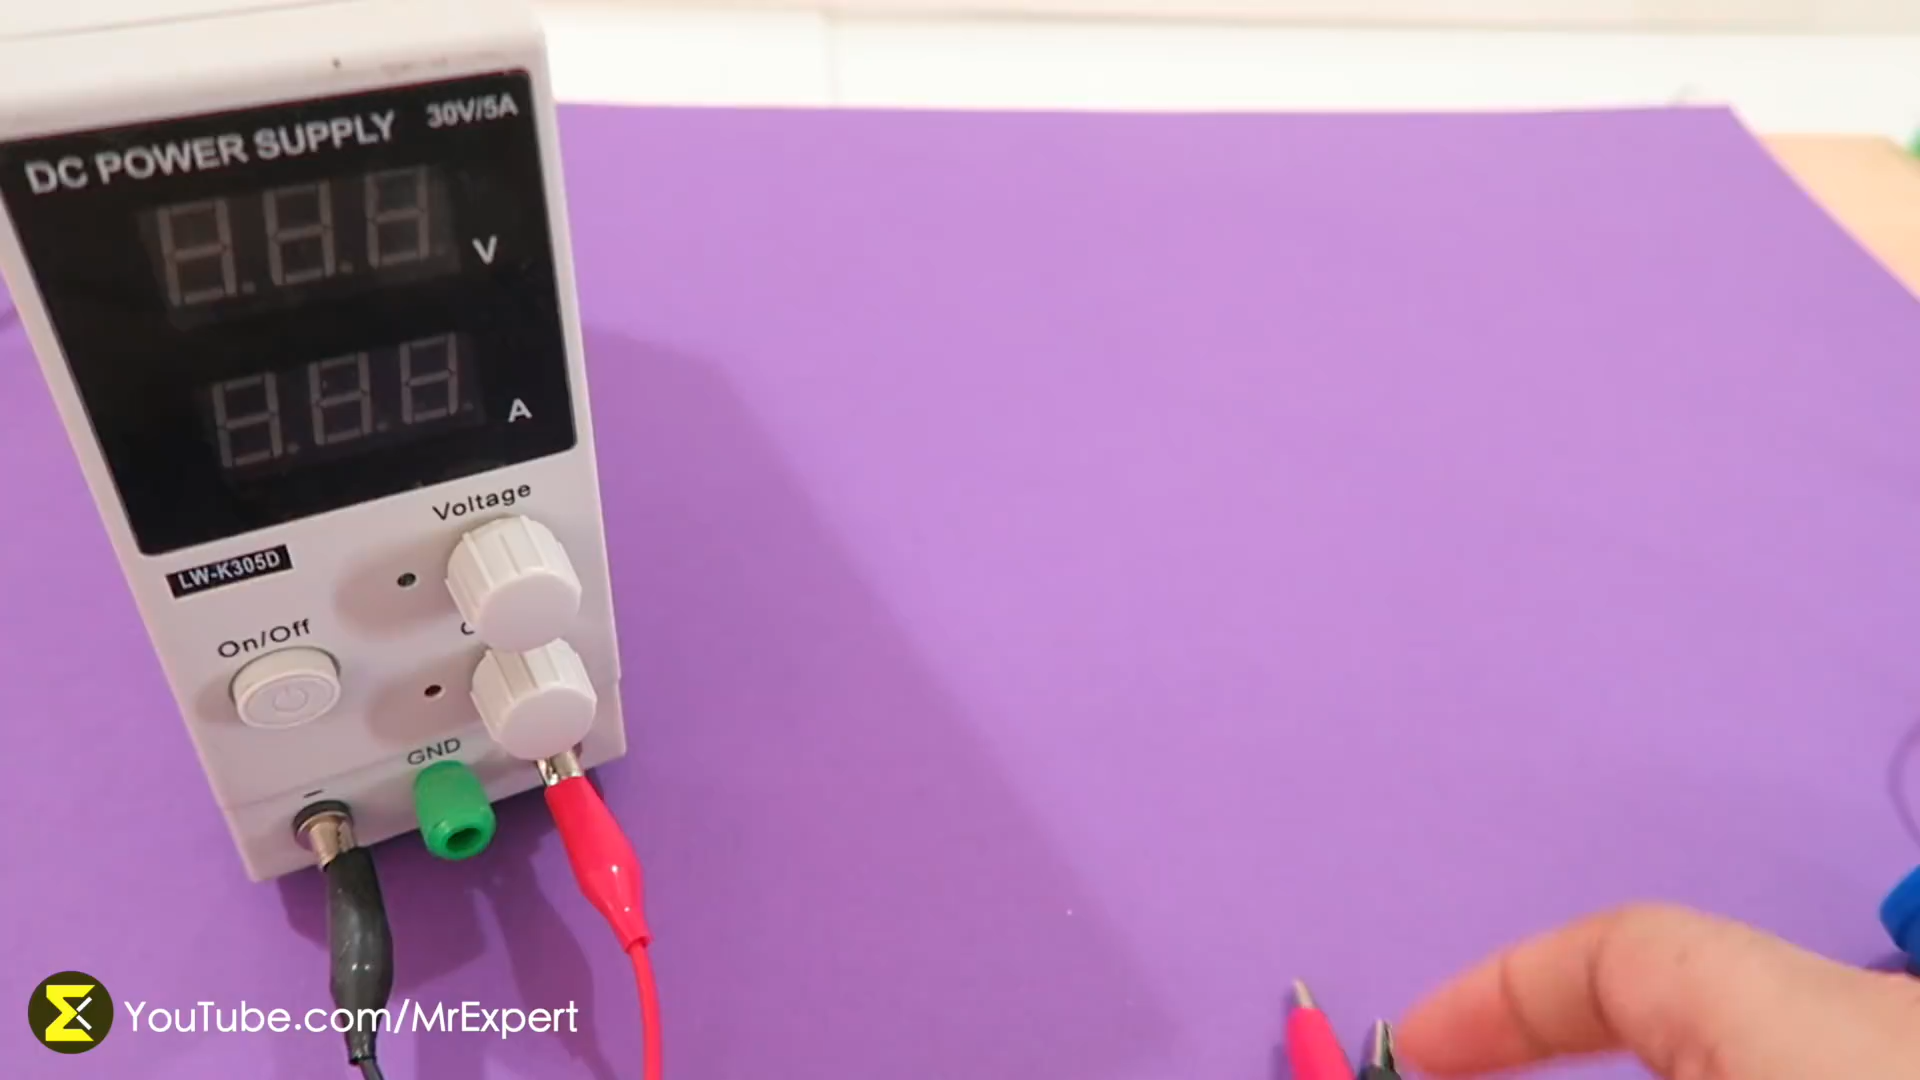 DC POWER SUPPLY 30V/5A
V
A
Voltage
LW-K305D
On/Off
GND
−
YouTube.com/MrExpert